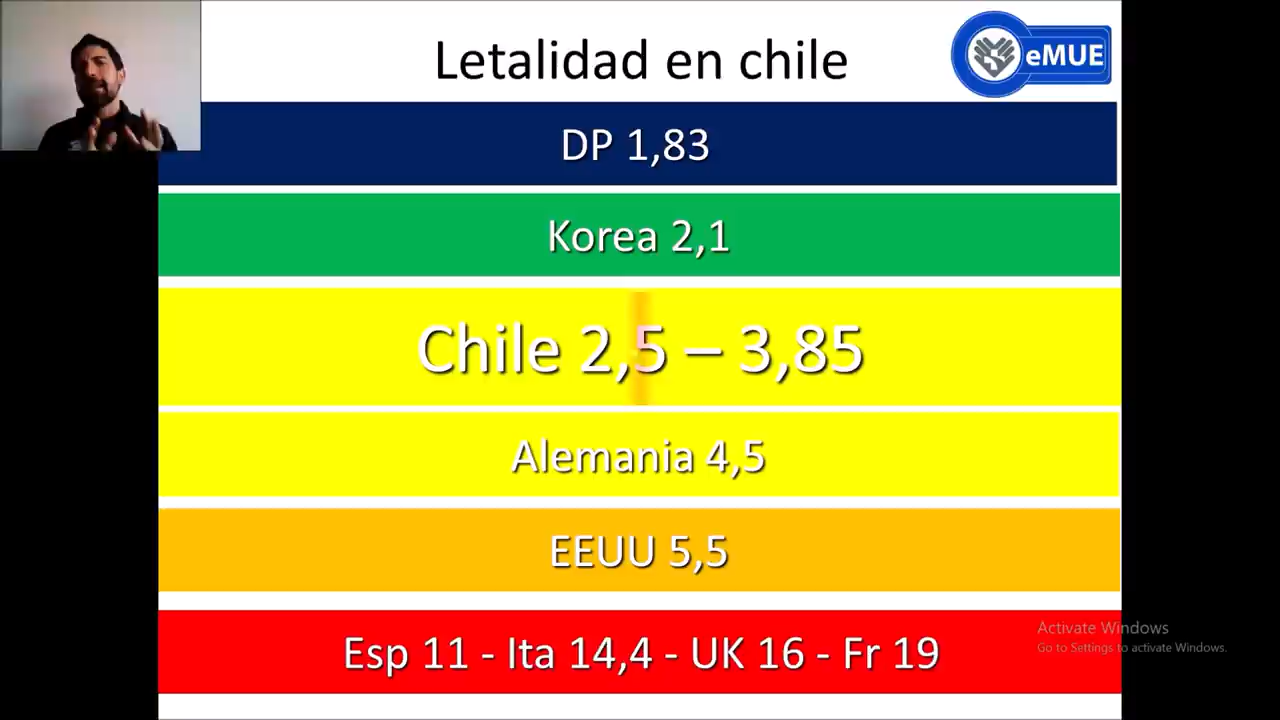 Letalidad en chile
eMUE
DP 1,83
Korea 2,1
Chile 2,5 – 3,85
Alemania 4,5
EEUU 5,5
Esp 11 - Ita 14,4 - UK 16 - Fr 19
Activate Windows
Go to Settings to activate Windows.